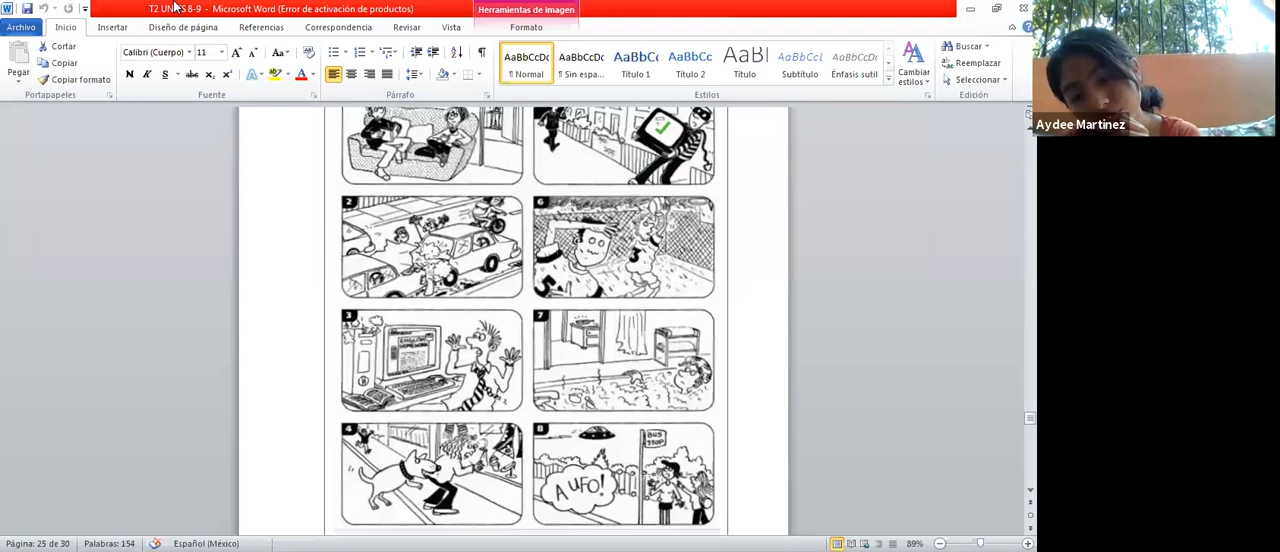 T2 UNITS 8-9 - Microsoft Word (Error de activación de productos)
Herramientas de imagen
Archivo Inicio Insertar Diseño de página Referencias Correspondencia Revisar Vista Formato
Pegar
Cortar
Copiar
Copiar formato
Portapapeles
Calibri (Cuerpo) 11
Fuente
Párrafo
AaBbCcDc AaBbCcDc AaBbCc AaBbCc AaBl AaBbCcl AaBbCcDc
¶ Normal ¶ Sin espa... Título 1 Título 2 Título Subtítulo Énfasis sutil
Estilos
Cambiar
estilos
Buscar
Reemplazar
Seleccionar
Edición
Aydee Martinez
2
6
5
3
3
ENGLISH
HOMEWORK
7
4
8
BUS
STOP
A UFO!
Página: 25 de 30 Palabras: 154 Español (México) 89%